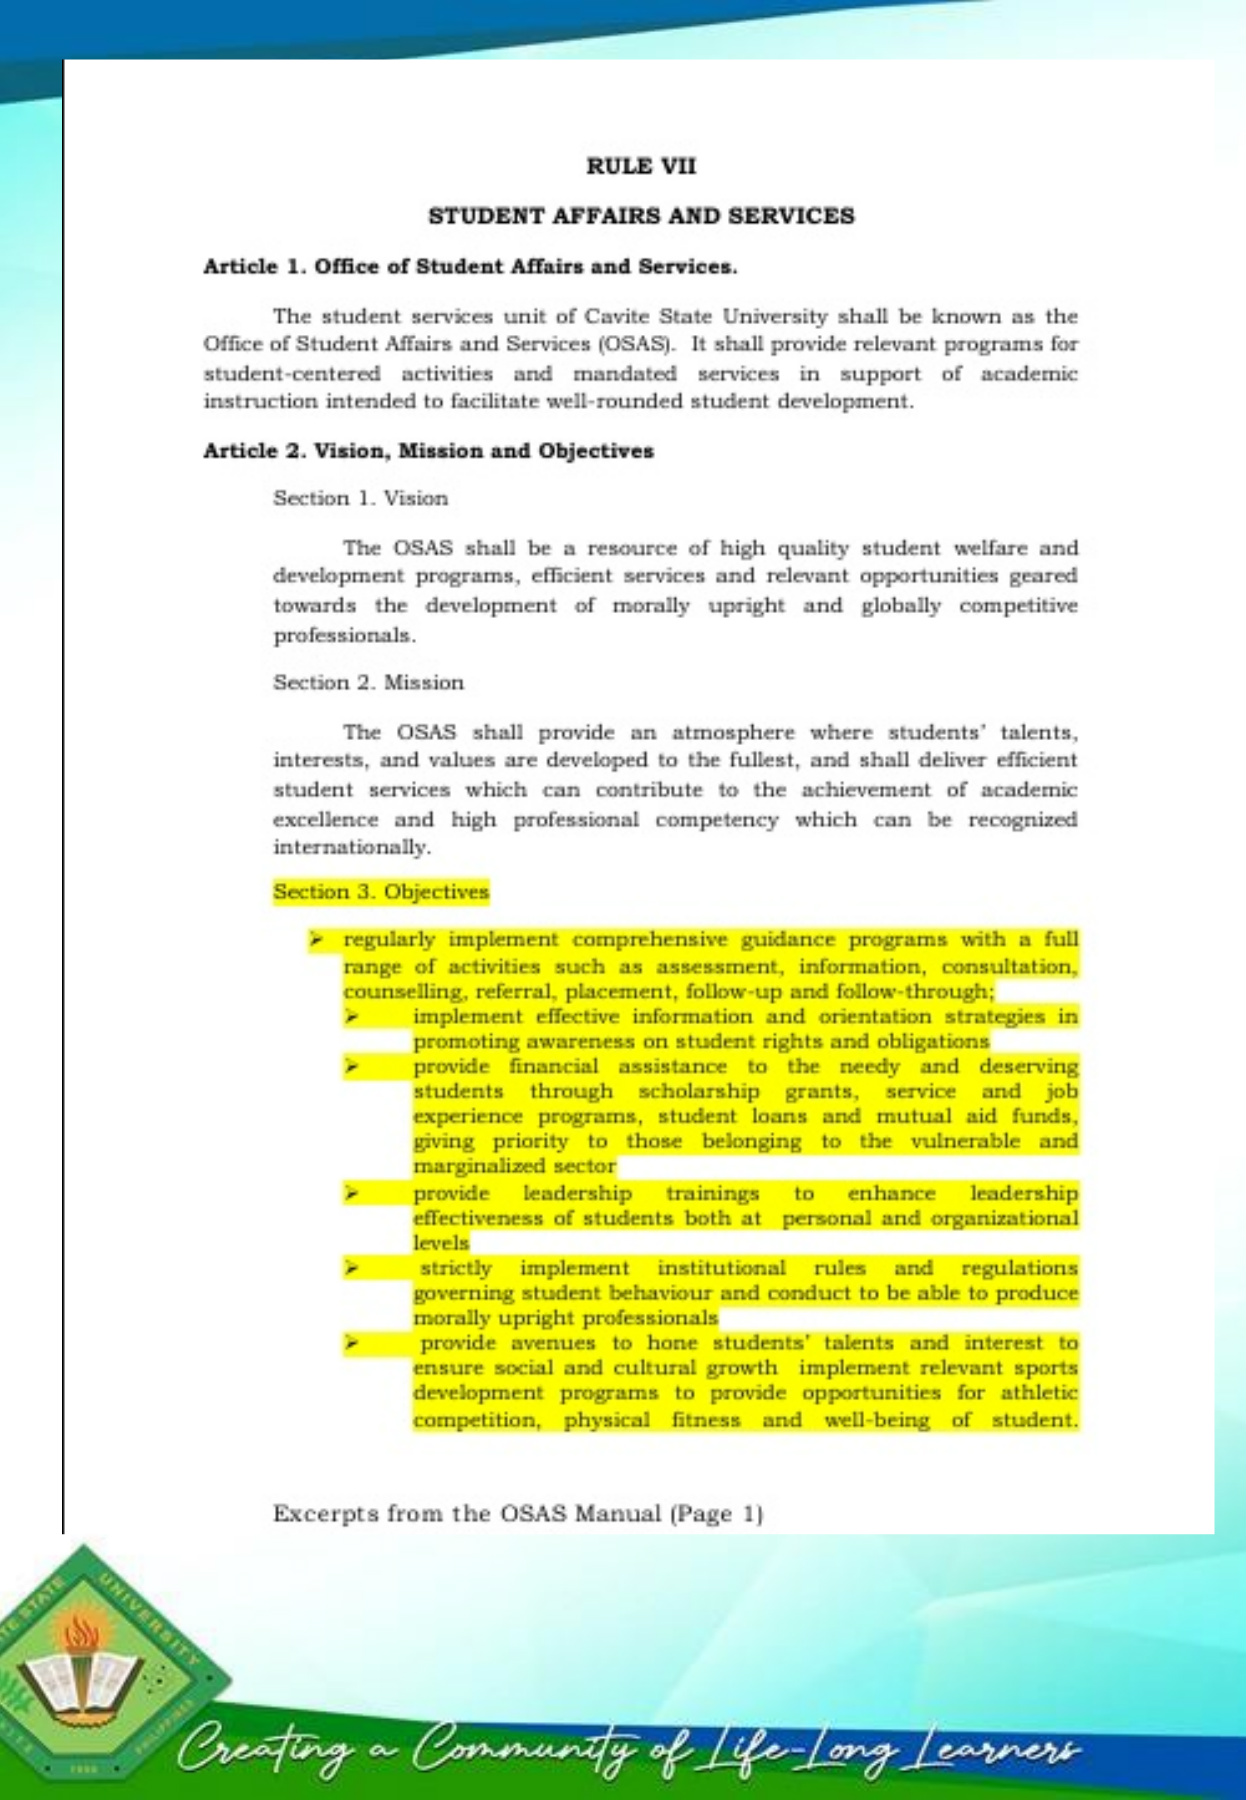 RULE VII
STUDENT AFFAIRS AND SERVICES
Article 1. Office of Student Affairs and Services.
The student services unit of Cavite State University shall be known as the
Office of Student Affairs and Services (OSAS). It shall provide relevant programs for
student-centered activities and mandated services in support of academic
instruction intended to facilitate well-rounded student development.
Article 2. Vision, Mission and Objectives
Section 1. Vision
The OSAS shall be a resource of high quality student welfare and
development programs, efficient services and relevant opportunities geared
towards the development of morally upright and globally competitive
professionals.
Section 2. Mission
The OSAS shall provide an atmosphere where students' talents,
interests, and values are developed to the fullest, and shall deliver efficient
student services which can contribute to the achievement of academic
excellence and high professional competency which can be recognized
internationally.
Section 3. Objectives
➢ regularly implement comprehensive guidance programs with a full
range of activities such as assessment, information, consultation,
counselling, referral, placement, follow-up and follow-through;
➢ implement effective information and orientation strategies in
promoting awareness on student rights and obligations
➢ provide financial assistance to the needy and deserving
students through scholarship grants, service and job
experience programs, student loans and mutual aid funds,
giving priority to those belonging to the vulnerable and
marginalized sector
➢ provide leadership trainings to enhance leadership
effectiveness of students both at personal and organizational
levels
➢ strictly implement institutional rules and regulations
governing student behaviour and conduct to be able to produce
morally upright professionals
➢ provide avenues to hone students' talents and interest to
ensure social and cultural growth implement relevant sports
development programs to provide opportunities for athletic
competition, physical fitness and well-being of student.
Excerpts from the OSAS Manual (Page 1)
STATE UNIVERSITY
PHILIPPINES
1906
Creating a Community of Life-Long Learners